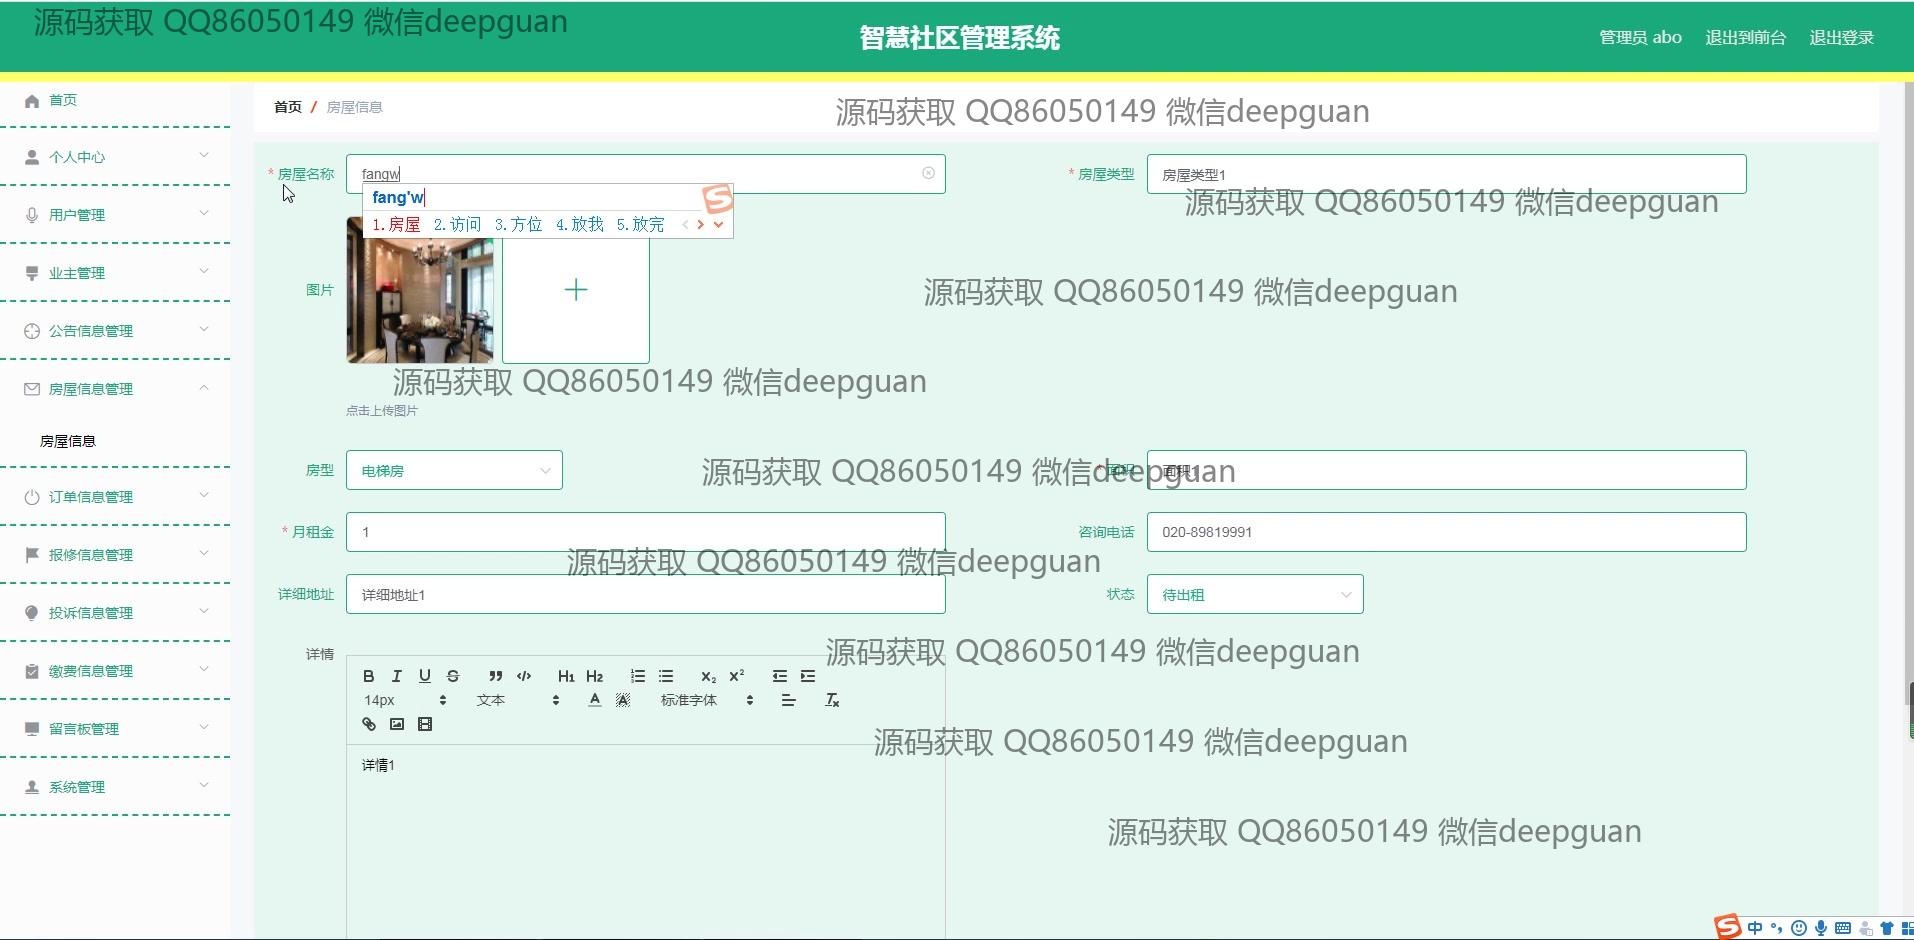 源码获取 QQ86050149 微信deepguan
智慧社区管理系统
管理员 abo 退出到前台 退出登录
首页
首页 / 房屋信息
源码获取 QQ86050149 微信deepguan
个人中心
* 房屋名称 fangw
* 房屋类型 房屋类型1
fang'w
源码获取 QQ86050149 微信deepguan
用户管理
1.房屋 2.访问 3.方位 4.放我 5.放完
业主管理
图片
源码获取 QQ86050149 微信deepguan
公告信息管理
房屋信息管理
源码获取 QQ86050149 微信deepguan
点击上传图片
房屋信息
房型 电梯房
源码获取 QQ86050149 微信deepguan
* 面积 面积1
订单信息管理
* 月租金 1
咨询电话 020-89819991
报修信息管理
源码获取 QQ86050149 微信deepguan
详细地址 详细地址1
状态 待出租
投诉信息管理
详情
源码获取 QQ86050149 微信deepguan
缴费信息管理
B I U S H1 H2 X2 X2
14px 文本 A A 标准字体 Tx
留言板管理
源码获取 QQ86050149 微信deepguan
详情1
系统管理
源码获取 QQ86050149 微信deepguan
S 中